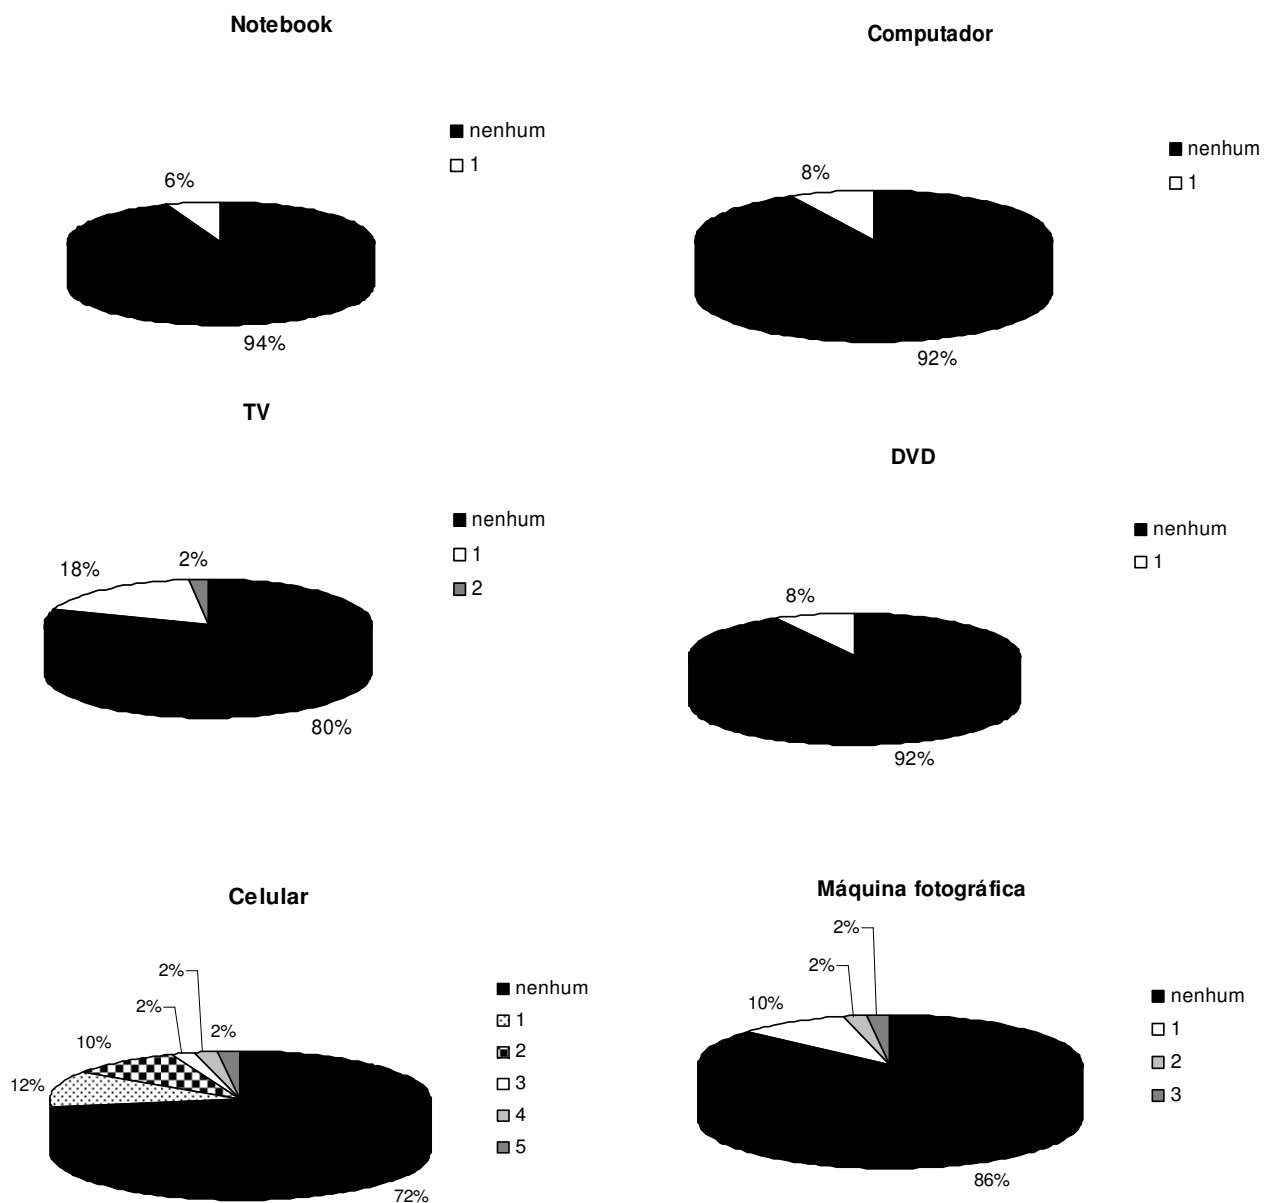 Notebook
nenhum
1
6%
94%
Computador
nenhum
1
8%
92%
TV
nenhum
1
2
18%
2%
80%
DVD
nenhum
1
8%
92%
Celular
2%
2%
2%
10%
12%
72%
nenhum
1
2
3
4
5
Máquina fotográfica
2%
2%
10%
86%
nenhum
1
2
3